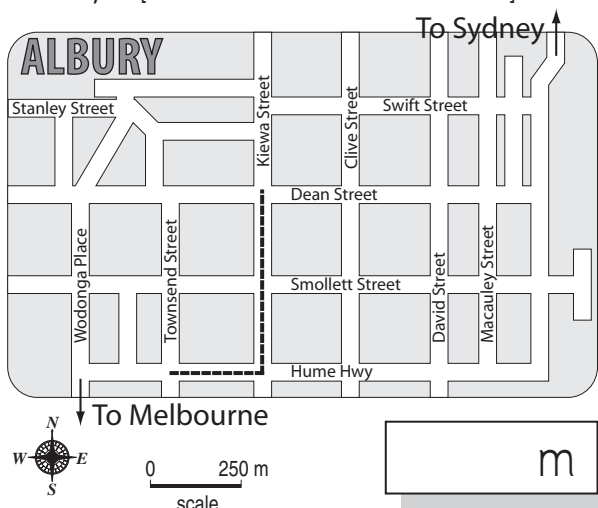 To Sydney
ALBURY
Stanley Street
Kiewa Street
Clive Street
Swift Street
Dean Street
Wodonga Place
Townsend Street
Smollett Street
David Street
Macauley Street
Hume Hwy
To Melbourne
N
W E
S
0 250 m
scale
m